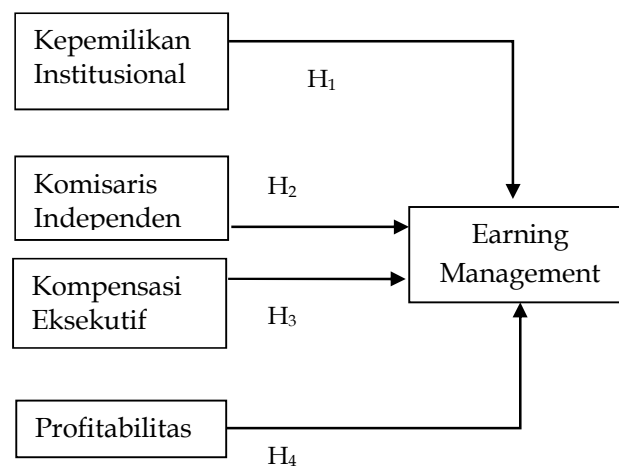 Kepemilikan
Institusional
H₁
Komisaris
Independen
H₂
Earning
Management
Kompensasi
Eksekutif
H₃
Profitabilitas
H₄